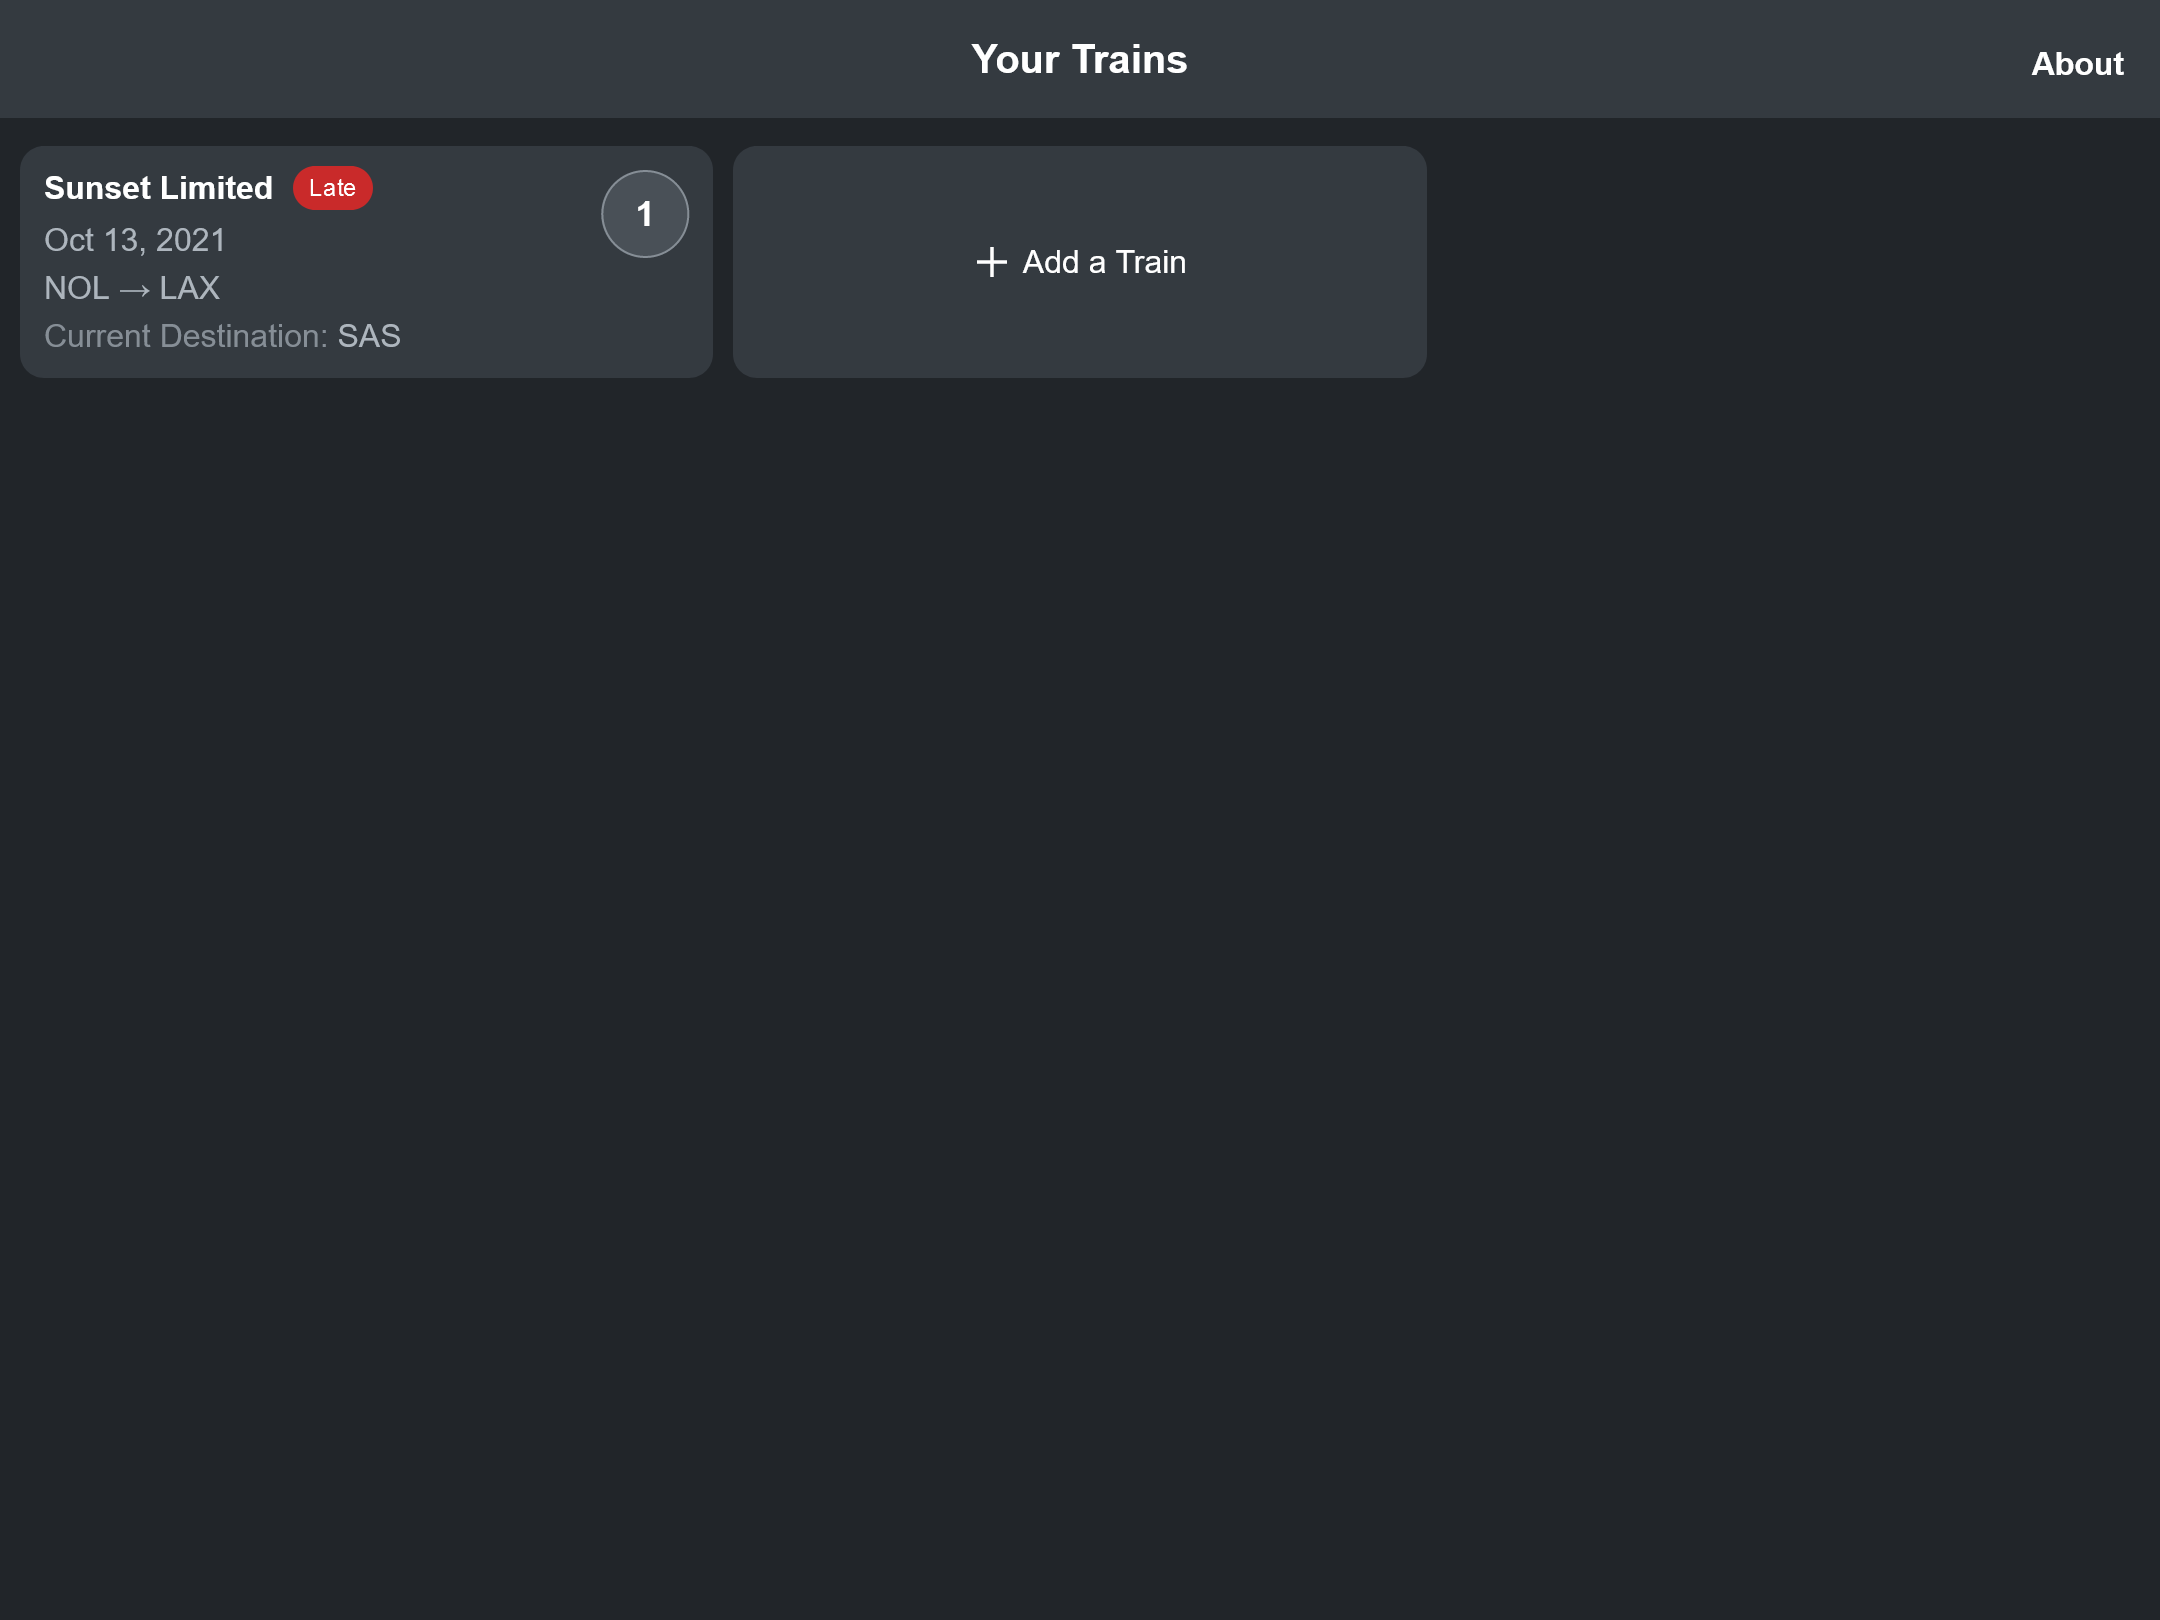 Your Trains
About
Sunset Limited Late
1
Oct 13, 2021
NOL → LAX
Current Destination: SAS
Add a Train